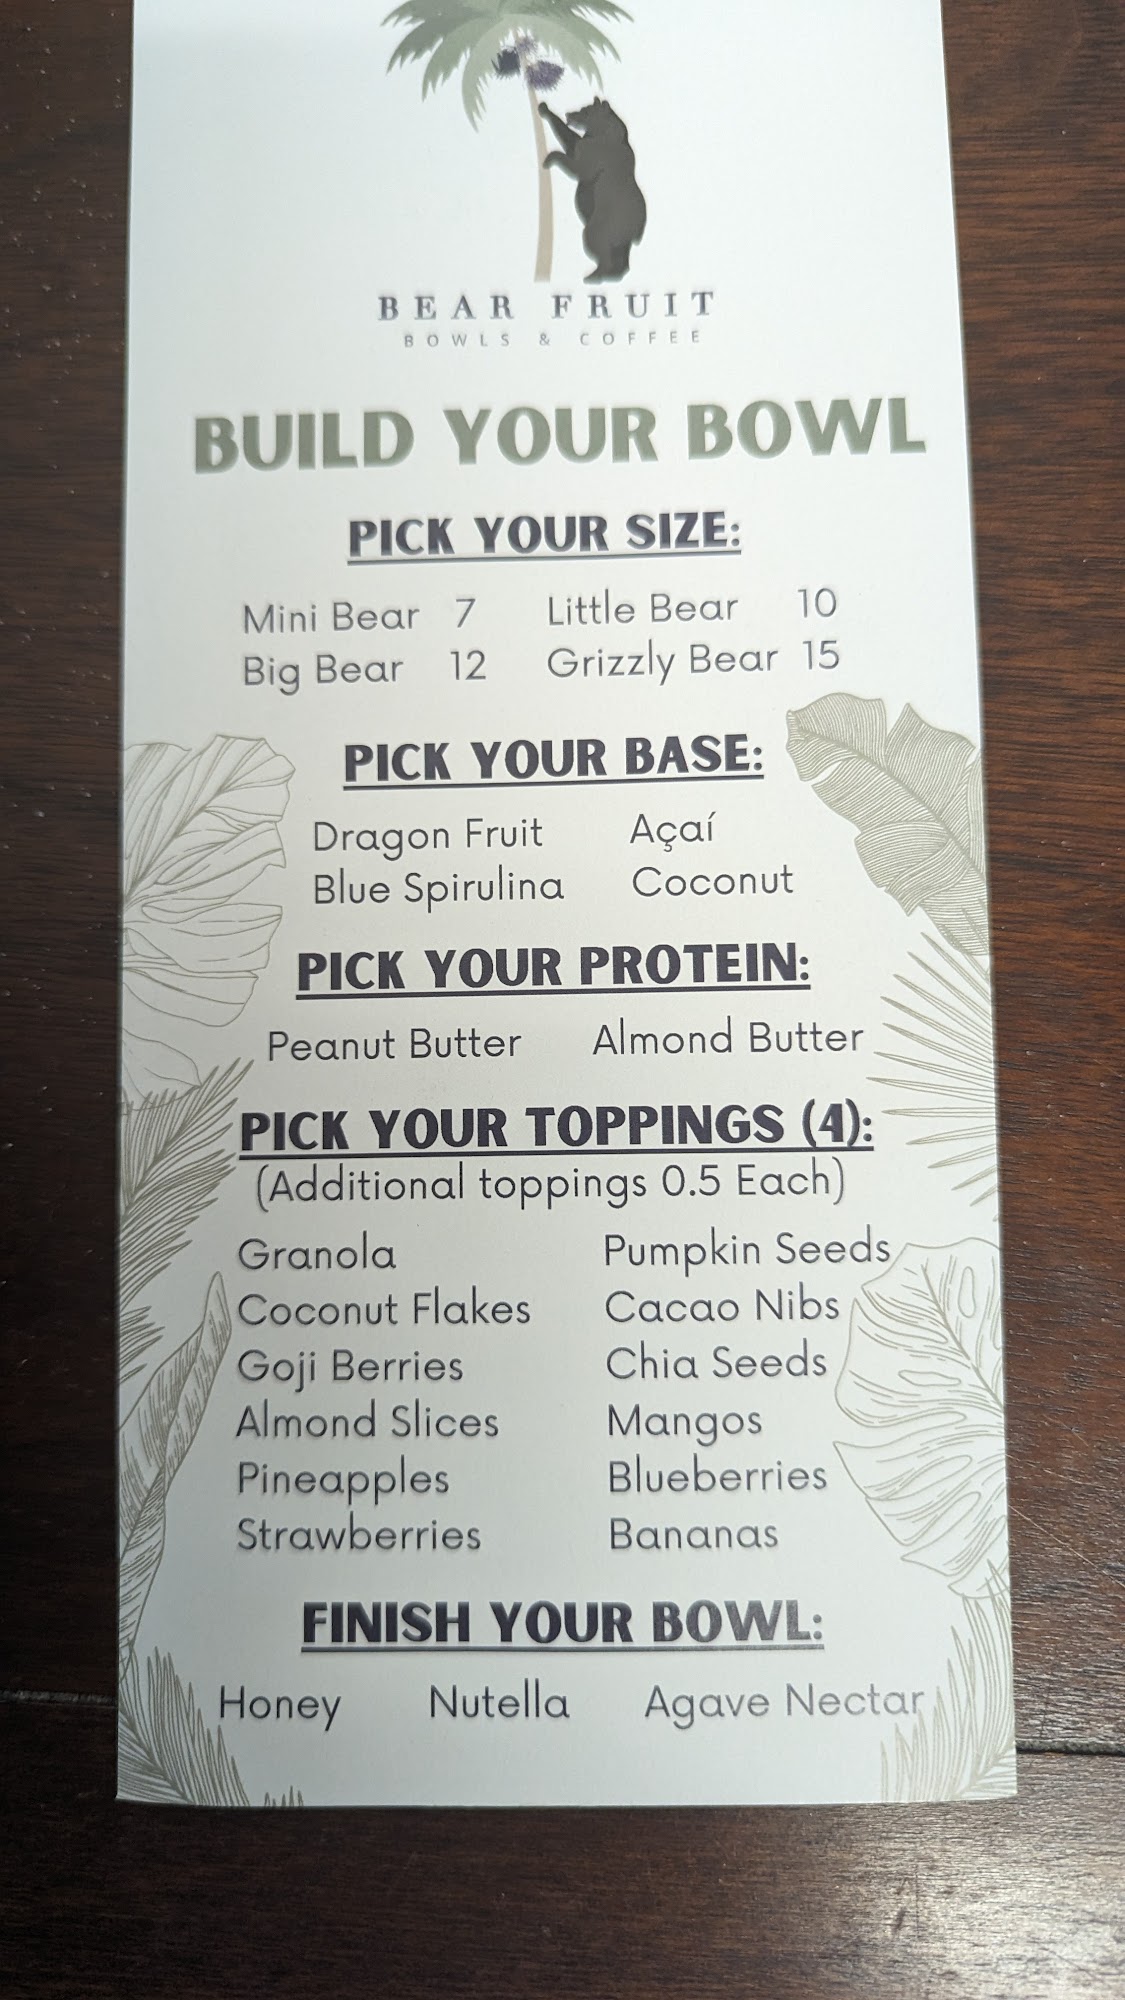 BEAR FRUIT
BOWLS & COFFEE
BUILD YOUR BOWL
PICK YOUR SIZE:
Mini Bear 7 Little Bear 10
Big Bear 12 Grizzly Bear 15
PICK YOUR BASE:
Dragon Fruit Açaí
Blue Spirulina Coconut
PICK YOUR PROTEIN:
Peanut Butter Almond Butter
PICK YOUR TOPPINGS (4):
(Additional toppings 0.5 Each)
Granola Pumpkin Seeds
Coconut Flakes Cacao Nibs
Goji Berries Chia Seeds
Almond Slices Mangos
Pineapples Blueberries
Strawberries Bananas
FINISH YOUR BOWL:
Honey Nutella Agave Nectar